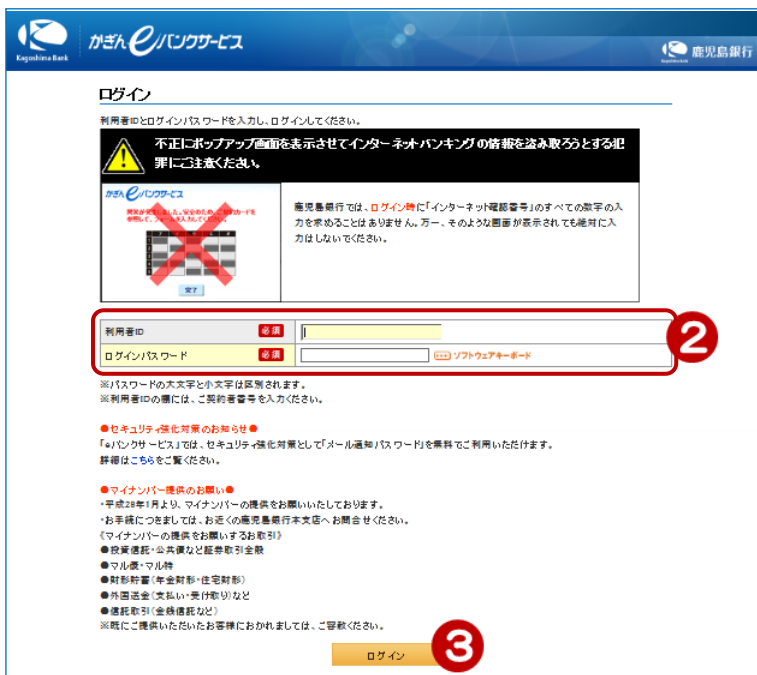 Kagoshima Bank
かぎんeバンクサービス
鹿児島銀行
ログイン
利用者IDとログインパスワードを入力し、ログインしてください。
不正にポップアップ画面を表示させてインターネットバンキングの情報を盗み取ろうとする犯
罪にご注意ください。
かぎんeバンクサービス
完了
鹿児島銀行では、ログイン時に「インターネット確認番号」のすべての数字の入
力を求めることはありません。万一、そのような画面が表示されても絶対に入
力はしないでください。
利用者ID 必須
ログインパスワード 必須 ソフトウェアキーボード
2
※パスワードの大文字と小文字は区別されます。
※利用者IDの欄には、ご契約者番号を入力ください。
●セキュリティ強化対策のお知らせ●
「eバンクサービス」では、セキュリティ強化対策として「メール通知パスワード」を無料でご利用いただけます。
詳細はこちらをご覧ください。
●マイナンバー提供のお願い●
・平成28年1月より、マイナンバーの提供をお願いいたしております。
・お手続につきましては、お近くの鹿児島銀行本支店へお問合せください。
《マイナンバーの提供をお願いするお取引》
●投資信託・公共債など証券取引全般
●マル優・マル特
●財形貯蓄(年金財形・住宅財形)
●外国送金(支払い・受け取り)など
●信託取引(金銭信託など)
※既にご提供いただいたお客様におかれましては、ご容赦ください。
ログイン
3